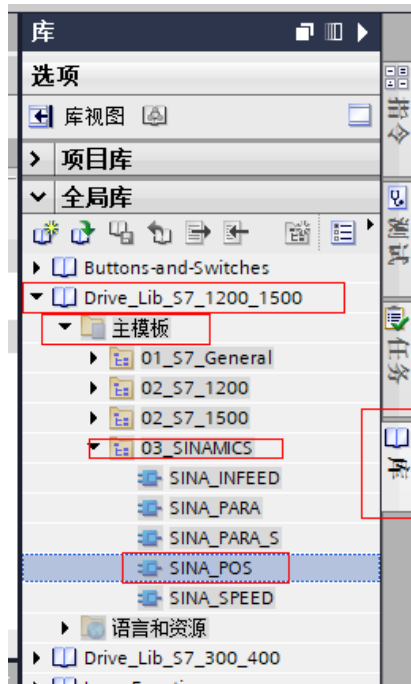 库
选项
库视图
项目库
全局库
Buttons-and-Switches
Drive_Lib_S7_1200_1500
主模板
01_S7_General
02_S7_1200
02_S7_1500
03_SINAMICS
SINA_INFEED
SINA_PARA
SINA_PARA_S
SINA_POS
SINA_SPEED
语言和资源
Drive_Lib_S7_300_400
指令
测试
任务
库